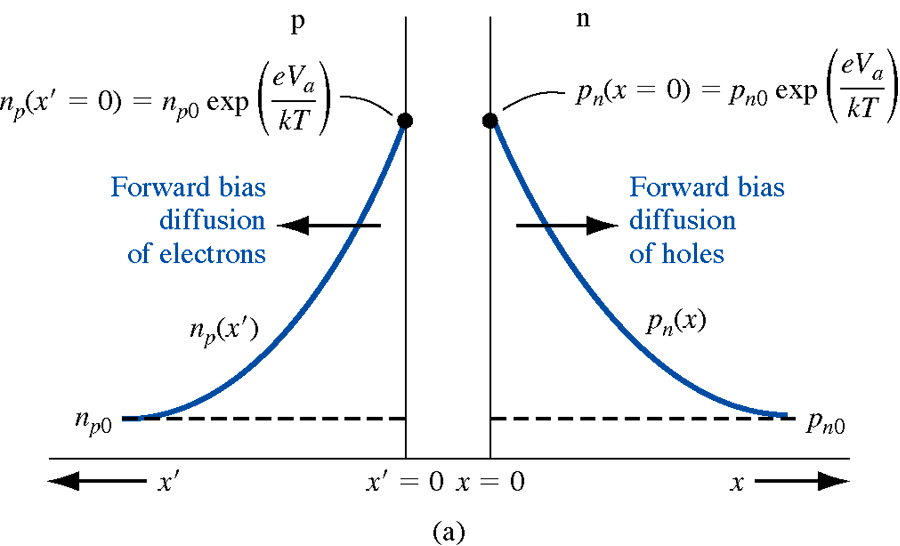 p
n
n_p(x′ = 0) = n_p0 exp(eV_a/kT)
p_n(x = 0) = p_n0 exp(eV_a/kT)
Forward bias
diffusion
of electrons
Forward bias
diffusion
of holes
n_p(x′)
p_n(x)
n_p0
p_n0
x′
x′ = 0
x = 0
x
(a)